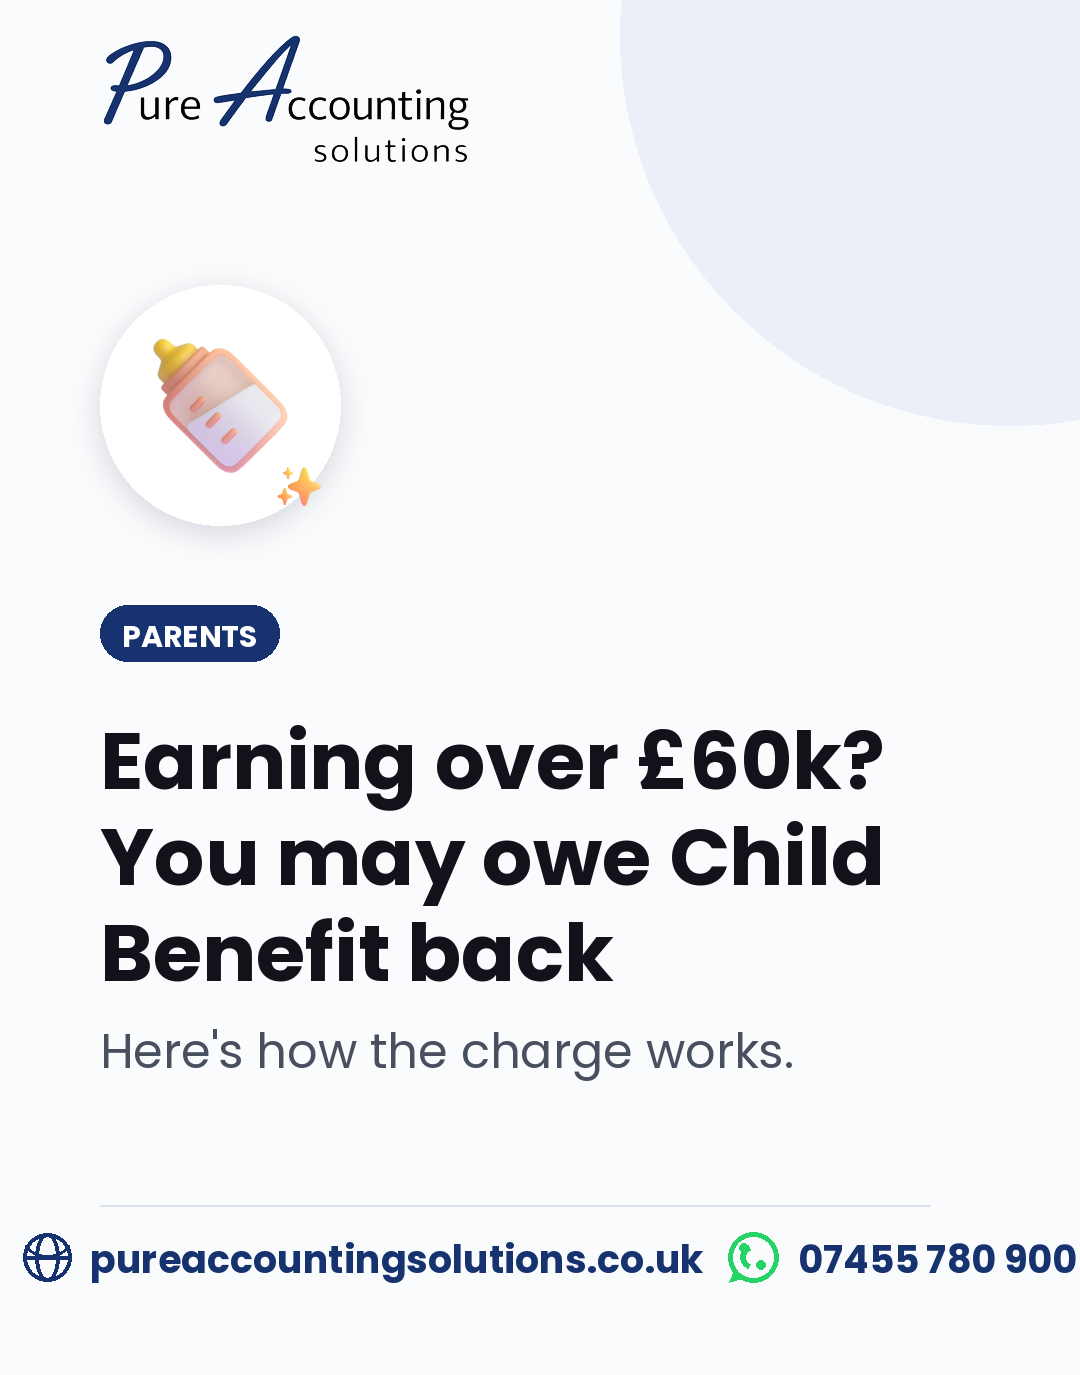 Pure Accounting
solutions
PARENTS
Earning over £60k?
You may owe Child
Benefit back
Here's how the charge works.
pureaccountingsolutions.co.uk 07455 780 900